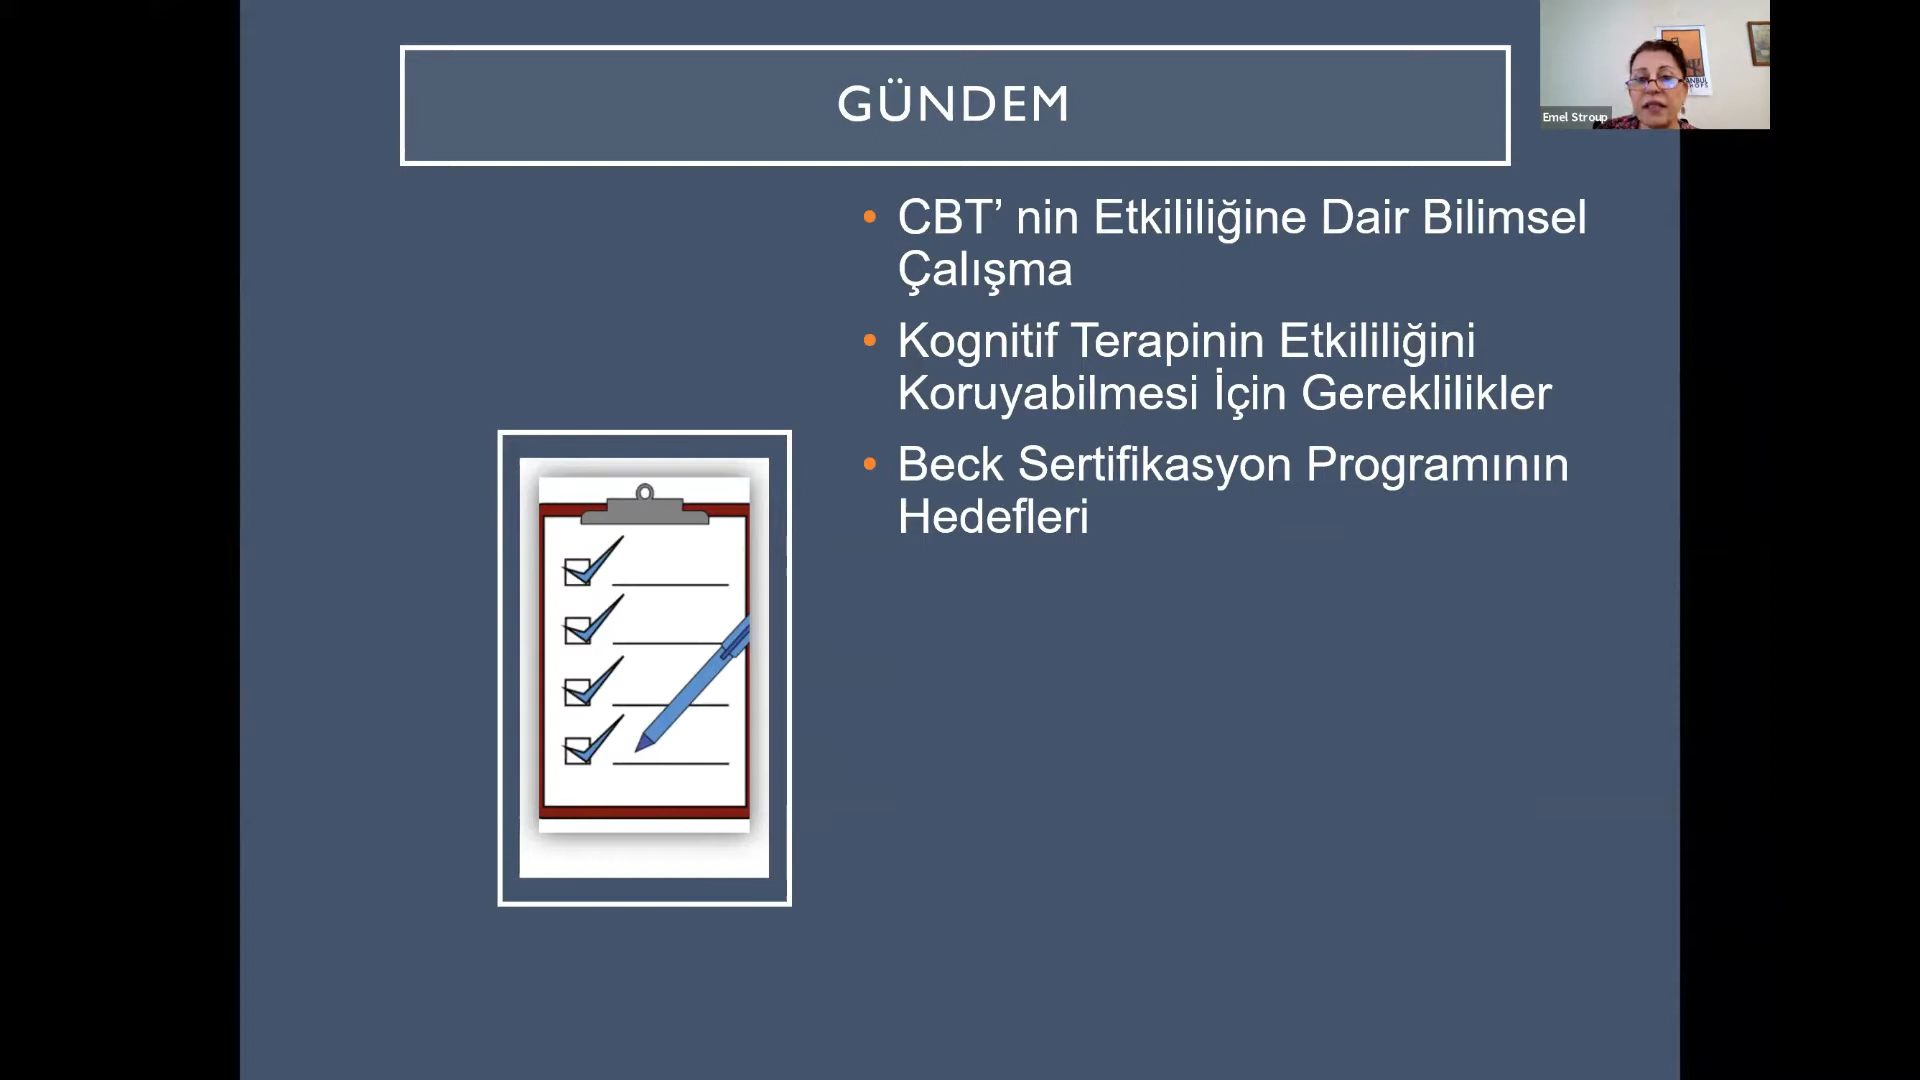 GÜNDEM
• CBT’ nin Etkililiğine Dair Bilimsel
Çalışma
• Kognitif Terapinin Etkililiğini
Koruyabilmesi İçin Gereklilikler
• Beck Sertifikasyon Programının
Hedefleri
Emel Stroup